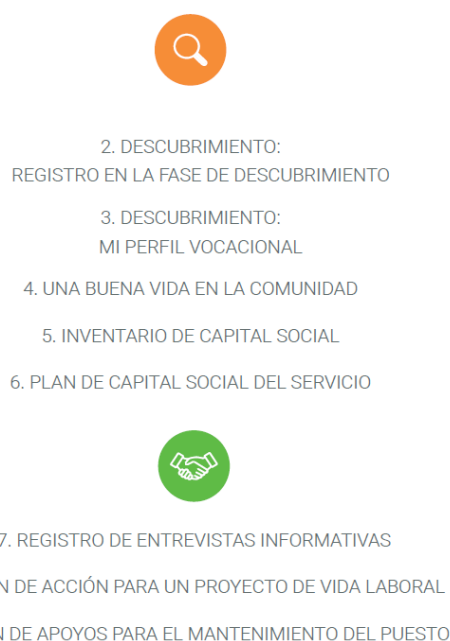 2. DESCUBRIMIENTO:
REGISTRO EN LA FASE DE DESCUBRIMIENTO
3. DESCUBRIMIENTO:
MI PERFIL VOCACIONAL
4. UNA BUENA VIDA EN LA COMUNIDAD
5. INVENTARIO DE CAPITAL SOCIAL
6. PLAN DE CAPITAL SOCIAL DEL SERVICIO
7. REGISTRO DE ENTREVISTAS INFORMATIVAS
DE ACCIÓN PARA UN PROYECTO DE VIDA LABORAL
DE APOYOS PARA EL MANTENIMIENTO DEL PUESTO